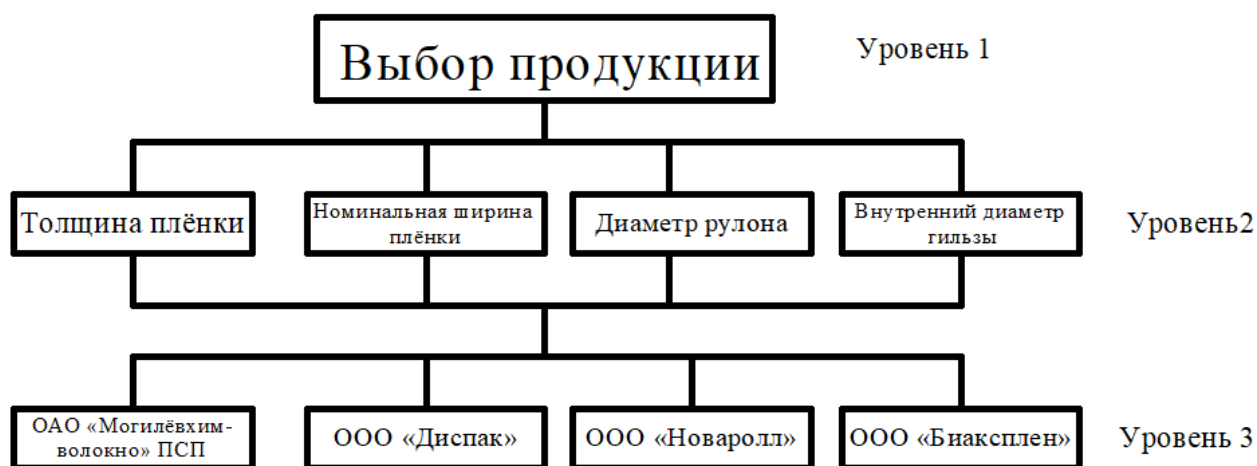 Выбор продукции
Уровень 1
Толщина плёнки
Номинальная ширина
плёнки
Диаметр рулона
Внутренний диаметр
гильзы
Уровень2
ОАО «Могилёвхим-
волокно» ПСП
ООО «Диспак»
ООО «Новаролл»
ООО «Биаксплен»
Уровень 3